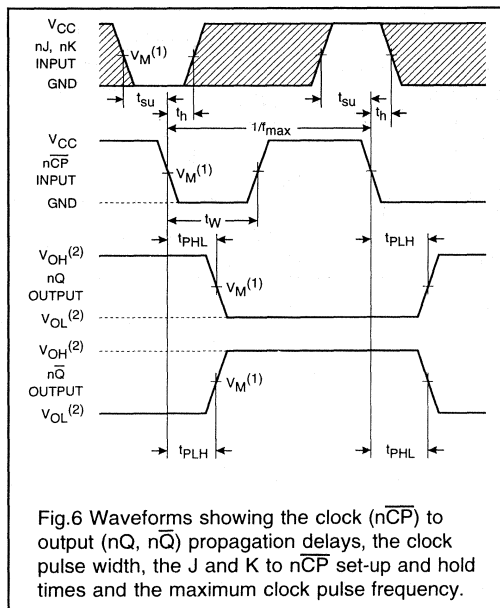 VCC
nJ, nK
INPUT
GND
VM(1)
tsu
th
tsu
th
1/fmax
VCC
nCP
INPUT
GND
VM(1)
tW
tPHL
tPLH
VOH(2)
nQ
OUTPUT
VOL(2)
VM(1)
VOH(2)
nQ
OUTPUT
VOL(2)
VM(1)
tPLH
tPHL
Fig.6 Waveforms showing the clock (nC̅P̅) to
output (nQ, nQ̅) propagation delays, the clock
pulse width, the J and K to nC̅P̅ set-up and hold
times and the maximum clock pulse frequency.